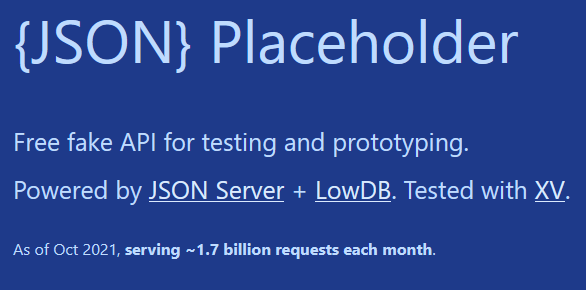 {JSON} Placeholder
Free fake API for testing and prototyping.
Powered by JSON Server + LowDB. Tested with XV.
As of Oct 2021, serving ~1.7 billion requests each month.